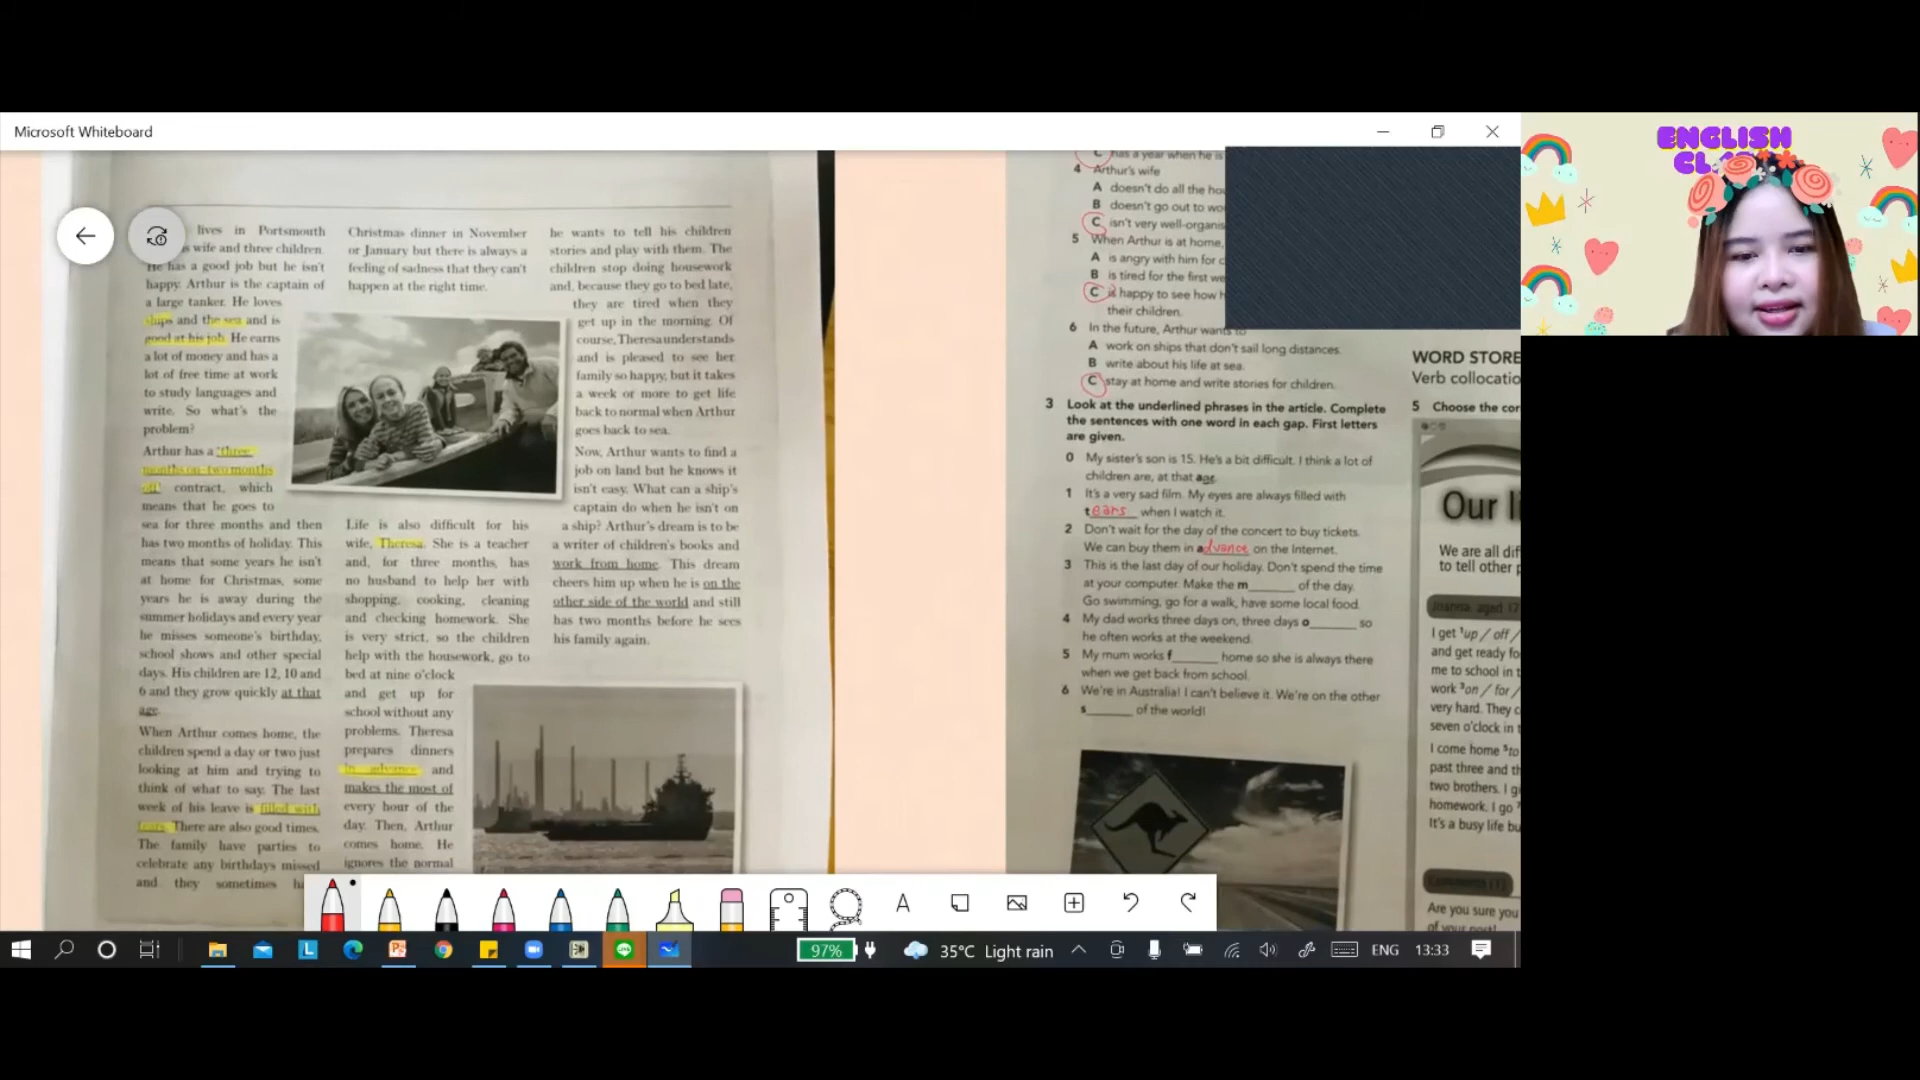 Microsoft Whiteboard
ENGLISH
lives in Portsmouth
wife and three children.
He has a good job but he isn't
happy. Arthur is the captain of
a large tanker. He loves
ships and the sea and is
good at his job. He earns
a lot of money and has a
lot of free time at work
to study languages and
write. So what's the
problem?
Arthur has a 'three
months on–two months
off' contract, which
means that he goes to
sea for three months and then
has two months of holiday. This
means that some years he isn't
at home for Christmas, some
years he is away during the
summer holidays and every year
he misses someone's birthday,
school shows and other special
days. His children are 12, 10 and
6 and they grow quickly at that
age.
When Arthur comes home, the
children spend a day or two just
looking at him and trying to
think of what to say. The last
week of his leave is filled with
tears. There are also good times.
The family have parties to
celebrate any birthdays missed
and they sometimes
Christmas dinner in November
or January but there is always a
feeling of sadness that they can't
happen at the right time.
Life is also difficult for his
wife, Theresa. She is a teacher
and, for three months, has
no husband to help her with
shopping, cooking, cleaning
and checking homework. She
is very strict, so the children
help with the housework, go to
bed at nine o'clock
and get up for
school without any
problems. Theresa
prepares dinners
in advance and
makes the most of
every hour of the
day. Then, Arthur
comes home. He
ignores the normal
he wants to tell his children
stories and play with them. The
children stop doing housework
and, because they go to bed late,
they are tired when they
get up in the morning. Of
course, Theresa understands
and is pleased to see her
family so happy, but it takes
a week or more to get life
back to normal when Arthur
goes back to sea.
Now, Arthur wants to find a
job on land but he knows it
isn't easy. What can a ship's
captain do when he isn't on
a ship? Arthur's dream is to be
a writer of children's books and
work from home. This dream
cheers him up when he is on the
other side of the world and still
has two months before he sees
his family again.
C has a year when he is
4 Arthur's wife
A doesn't do all the
B doesn't go out to
C isn't very
5 When Arthur is at home,
A is angry with him for
B is tired for the first
C is happy to see how
their children.
6 In the future, Arthur wants to
A work on ships that don't sail long distances.
B write about his life at sea.
C stay at home and write stories for children.
3 Look at the underlined phrases in the article. Complete
the sentences with one word in each gap. First letters
are given.
0 My sister's son is 15. He's a bit difficult. I think a lot of
children are, at that age.
1 It's a very sad film. My eyes are always filled with
tears when I watch it.
2 Don't wait for the day of the concert to buy tickets.
We can buy them in advance on the Internet.
3 This is the last day of our holiday. Don't spend the time
at your computer. Make the m______ of the day.
Go swimming, go for a walk, have some local food.
4 My dad works three days on, three days o______ so
he often works at the weekend.
5 My mum works f______ home so she is always there
when we get back from school.
6 We're in Australia! I can't believe it. We're on the other
s______ of the world!
WORD STORE
Verb collocatio
5 Choose the cor
Our li
We are all dif
to tell other p
Joanna, aged 17
I get ¹up / off /
and get ready fo
me to school in t
work ³on / for /
very hard. They c
seven o'clock in t
I come home ⁵to
past three and th
two brothers. I g
homework. I go
It's a busy life bu
Comments (1)
Are you sure you
of your post!
97%
35°C Light rain
ENG
13:33